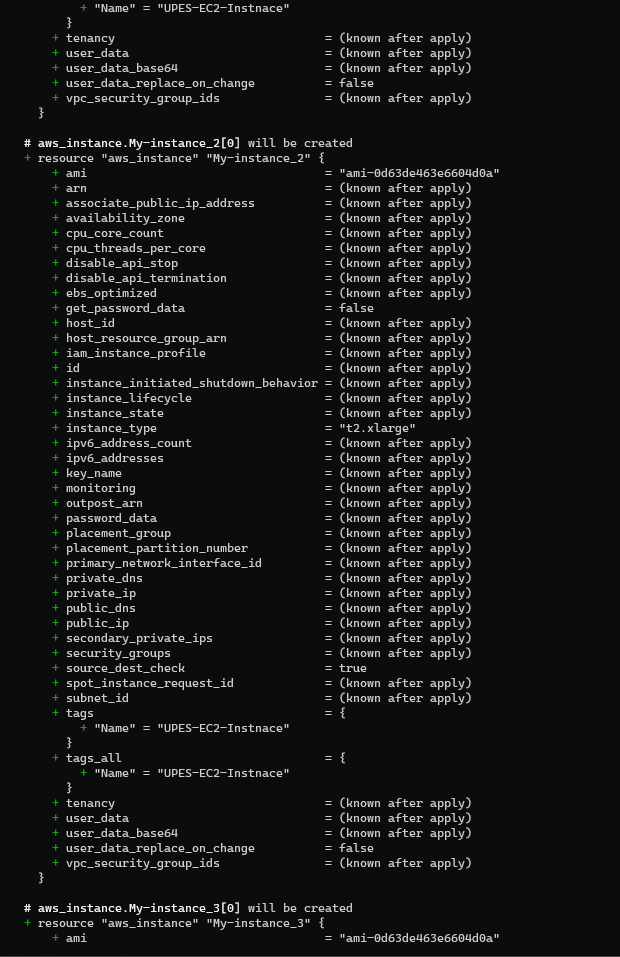 + "Name" = "UPES-EC2-Instnace"
}
+ tenancy = (known after apply)
+ user_data = (known after apply)
+ user_data_base64 = (known after apply)
+ user_data_replace_on_change = false
+ vpc_security_group_ids = (known after apply)
}
# aws_instance.My-instance_2[0] will be created
+ resource "aws_instance" "My-instance_2" {
+ ami = "ami-0d63de463e6604d0a"
+ arn = (known after apply)
+ associate_public_ip_address = (known after apply)
+ availability_zone = (known after apply)
+ cpu_core_count = (known after apply)
+ cpu_threads_per_core = (known after apply)
+ disable_api_stop = (known after apply)
+ disable_api_termination = (known after apply)
+ ebs_optimized = (known after apply)
+ get_password_data = false
+ host_id = (known after apply)
+ host_resource_group_arn = (known after apply)
+ iam_instance_profile = (known after apply)
+ id = (known after apply)
+ instance_initiated_shutdown_behavior = (known after apply)
+ instance_lifecycle = (known after apply)
+ instance_state = (known after apply)
+ instance_type = "t2.xlarge"
+ ipv6_address_count = (known after apply)
+ ipv6_addresses = (known after apply)
+ key_name = (known after apply)
+ monitoring = (known after apply)
+ outpost_arn = (known after apply)
+ password_data = (known after apply)
+ placement_group = (known after apply)
+ placement_partition_number = (known after apply)
+ primary_network_interface_id = (known after apply)
+ private_dns = (known after apply)
+ private_ip = (known after apply)
+ public_dns = (known after apply)
+ public_ip = (known after apply)
+ secondary_private_ips = (known after apply)
+ security_groups = (known after apply)
+ source_dest_check = true
+ spot_instance_request_id = (known after apply)
+ subnet_id = (known after apply)
+ tags = {
+ "Name" = "UPES-EC2-Instnace"
}
+ tags_all = {
+ "Name" = "UPES-EC2-Instnace"
}
+ tenancy = (known after apply)
+ user_data = (known after apply)
+ user_data_base64 = (known after apply)
+ user_data_replace_on_change = false
+ vpc_security_group_ids = (known after apply)
}
# aws_instance.My-instance_3[0] will be created
+ resource "aws_instance" "My-instance_3" {
+ ami = "ami-0d63de463e6604d0a"